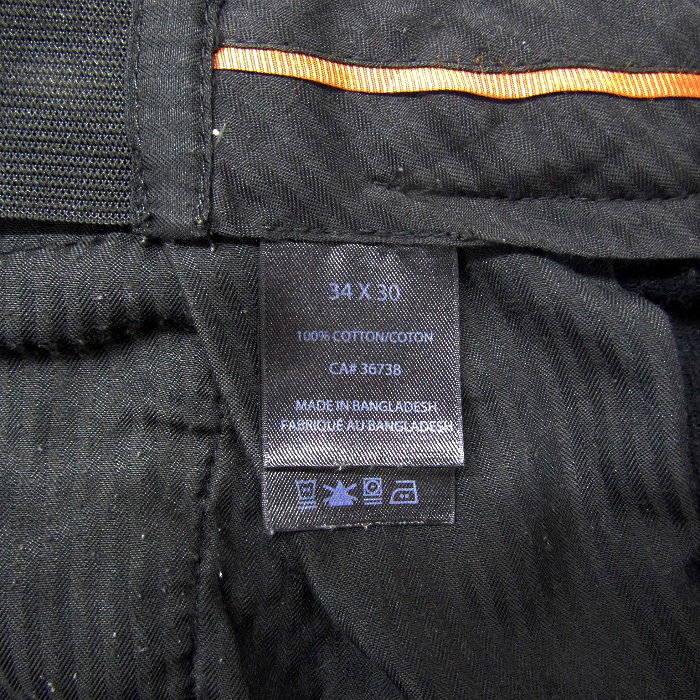 34 X 30
100% COTTON/COTON
CA# 36738
MADE IN BANGLADESH
FABRIQUE AU BANGLADESH